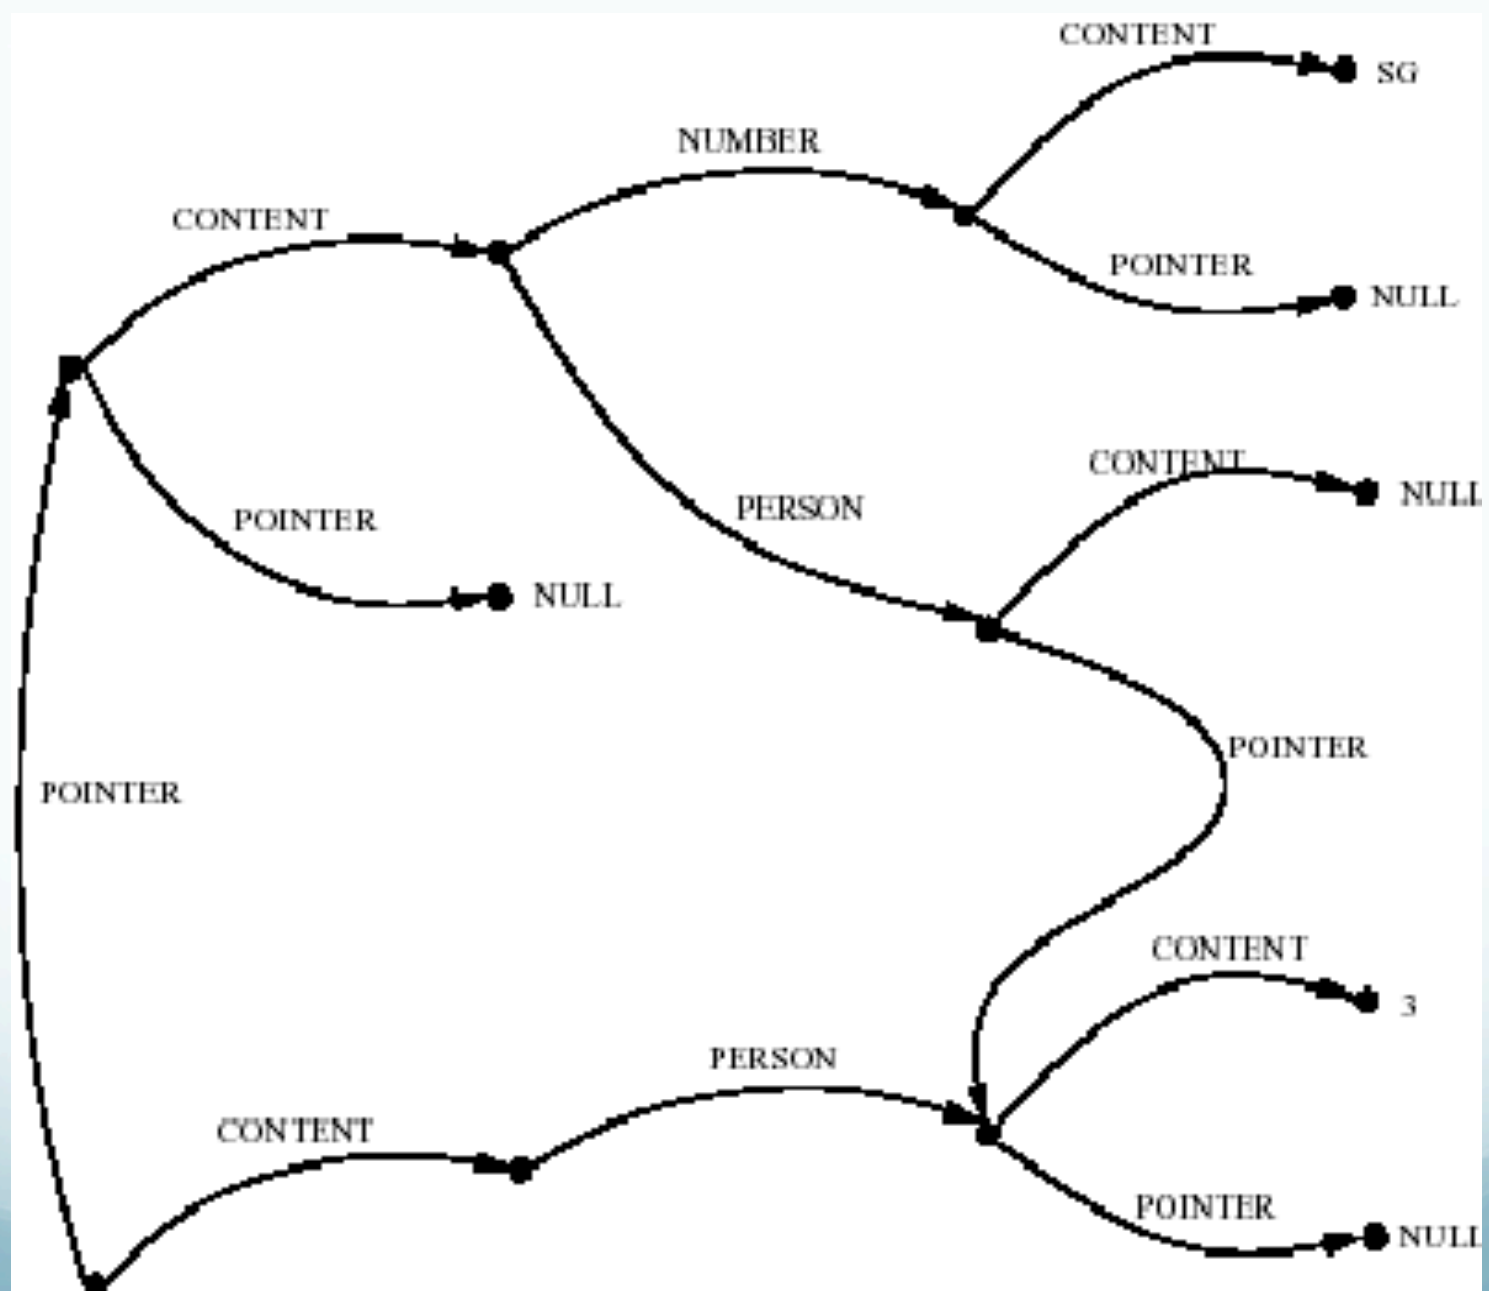 CONTENT
SG
NUMBER
CONTENT
POINTER
NULL
CONTENT
NULL
PERSON
POINTER
NULL
POINTER
POINTER
CONTENT
3
PERSON
CONTENT
POINTER
NULL